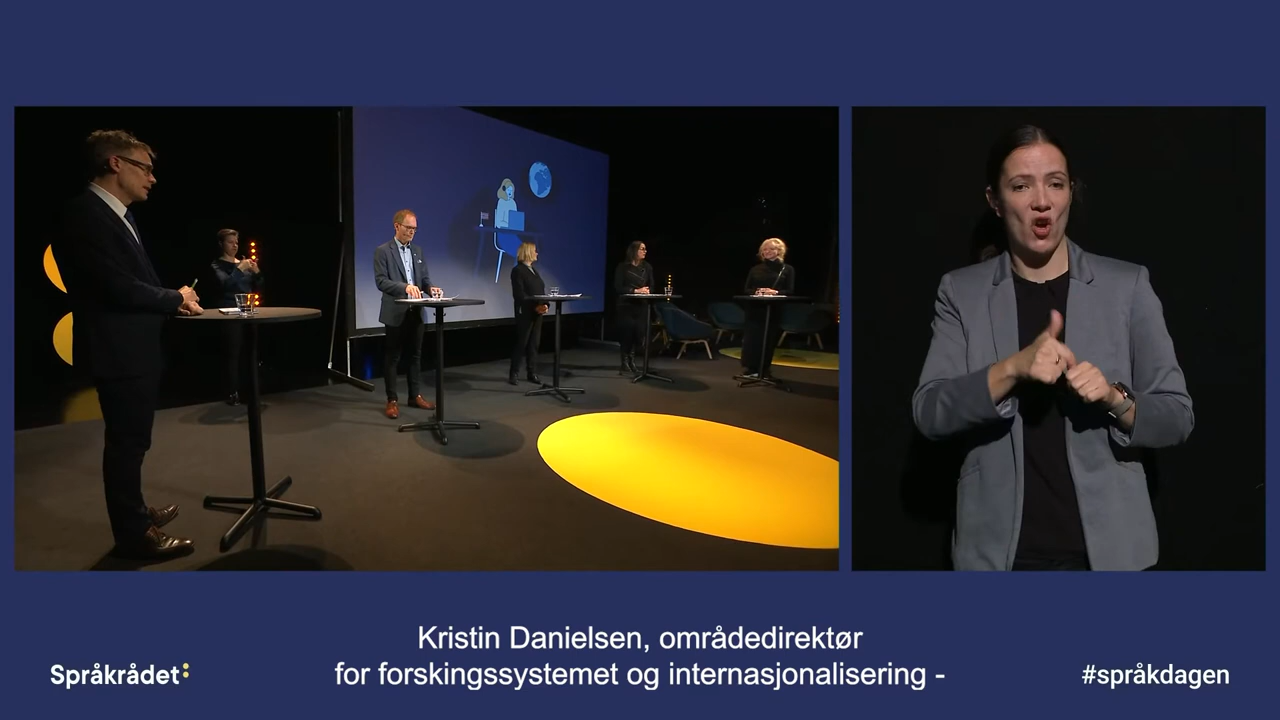 Kristin Danielsen, områdedirektør
for forskingssystemet og internasjonalisering -
Språkrådet:
#språkdagen